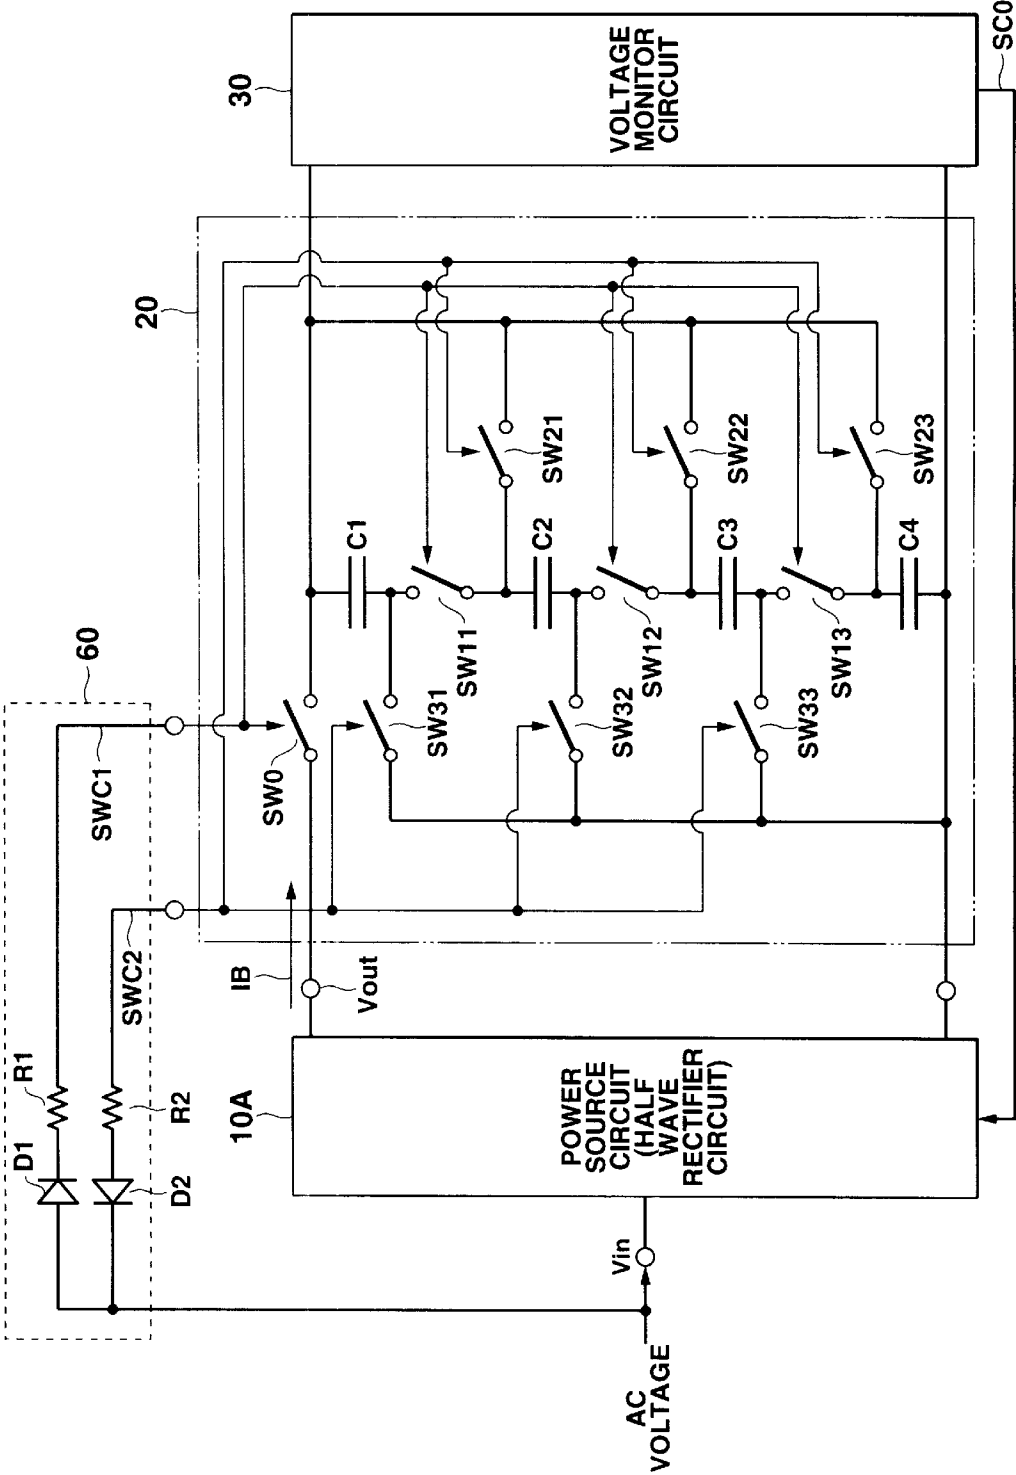 AC
VOLTAGE
Vin
10A
POWER
SOURCE
CIRCUIT
(HALF
WAVE
RECTIFIER
CIRCUIT)
D1
R1
D2
R2
60
SWC1
SWC2
IB
Vout
20
SW0
SW31
SW32
SW33
SW11
SW12
SW13
C1
C2
C3
C4
SW21
SW22
SW23
30
VOLTAGE
MONITOR
CIRCUIT
SC0